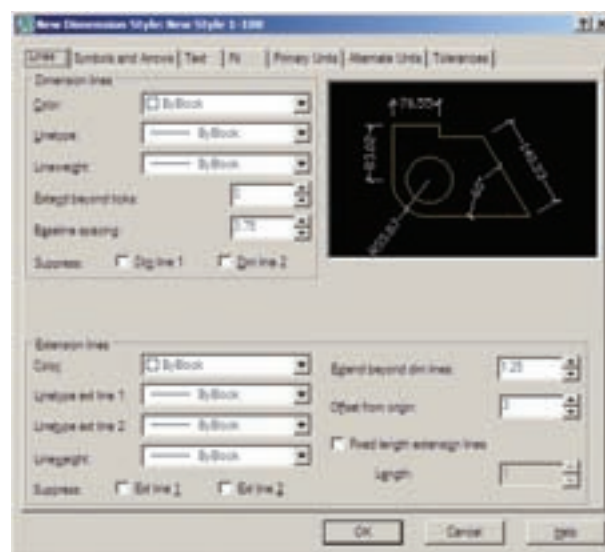 New Dimension Style: New Style 1-100
Lines Symbols and Arrows Text Fit Primary Units Alternate Units Tolerances
Dimension lines
Color: ByBlock
Linetype: ByBlock
Lineweight: ByBlock
Extend beyond ticks:
Baseline spacing: 3.75
Suppress: Dim line 1 Dim line 2
Extension lines
Color: ByBlock
Linetype ext line 1: ByBlock
Linetype ext line 2: ByBlock
Lineweight: ByBlock
Suppress: Ext line 1 Ext line 2
Extend beyond dim lines: 1.25
Offset from origin:
Fixed length extension lines
Length:
OK Cancel Help